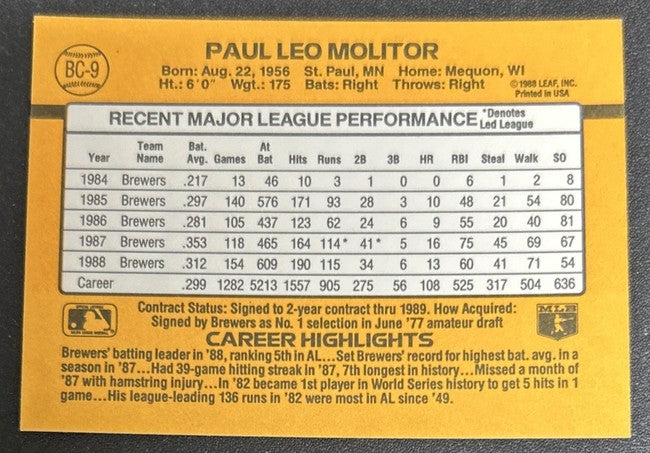 BC-9
PAUL LEO MOLITOR
Born: Aug. 22, 1956 St. Paul, MN Home: Mequon, WI
Ht.: 6'0" Wgt.: 175 Bats: Right Throws: Right
©1988 LEAF, INC.
Printed in USA
RECENT MAJOR LEAGUE PERFORMANCE *Denotes Led League
Year Team Name Bat. Avg. Games At Bat Hits Runs 2B 3B HR RBI Steal Walk SO
1984 Brewers .217 13 46 10 3 1 0 0 6 1 2 8
1985 Brewers .297 140 576 171 93 28 3 10 48 21 54 80
1986 Brewers .281 105 437 123 62 24 6 9 55 20 40 81
1987 Brewers .353 118 465 164 114* 41* 5 16 75 45 69 67
1988 Brewers .312 154 609 190 115 34 6 13 60 41 71 54
Career .299 1282 5213 1557 905 275 56 108 525 317 504 636
Contract Status: Signed to 2-year contract thru 1989. How Acquired:
Signed by Brewers as No. 1 selection in June '77 amateur draft
MLB
CAREER HIGHLIGHTS
Brewers' batting leader in '88, ranking 5th in AL...Set Brewers' record for highest bat. avg. in a
season in '87...Had 39-game hitting streak in '87, 7th longest in history...Missed a month of
'87 with hamstring injury...In '82 became 1st player in World Series history to get 5 hits in 1
game...His league-leading 136 runs in '82 were most in AL since '49.